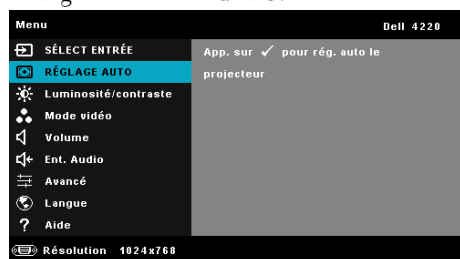 Menu Dell 4220
SÉLECT ENTRÉE
App. sur ✓ pour rég. auto le
projecteur
RÉGLAGE AUTO
Luminosité/contraste
Mode vidéo
Volume
Ent. Audio
Avancé
Langue
? Aide
Résolution 1024x768